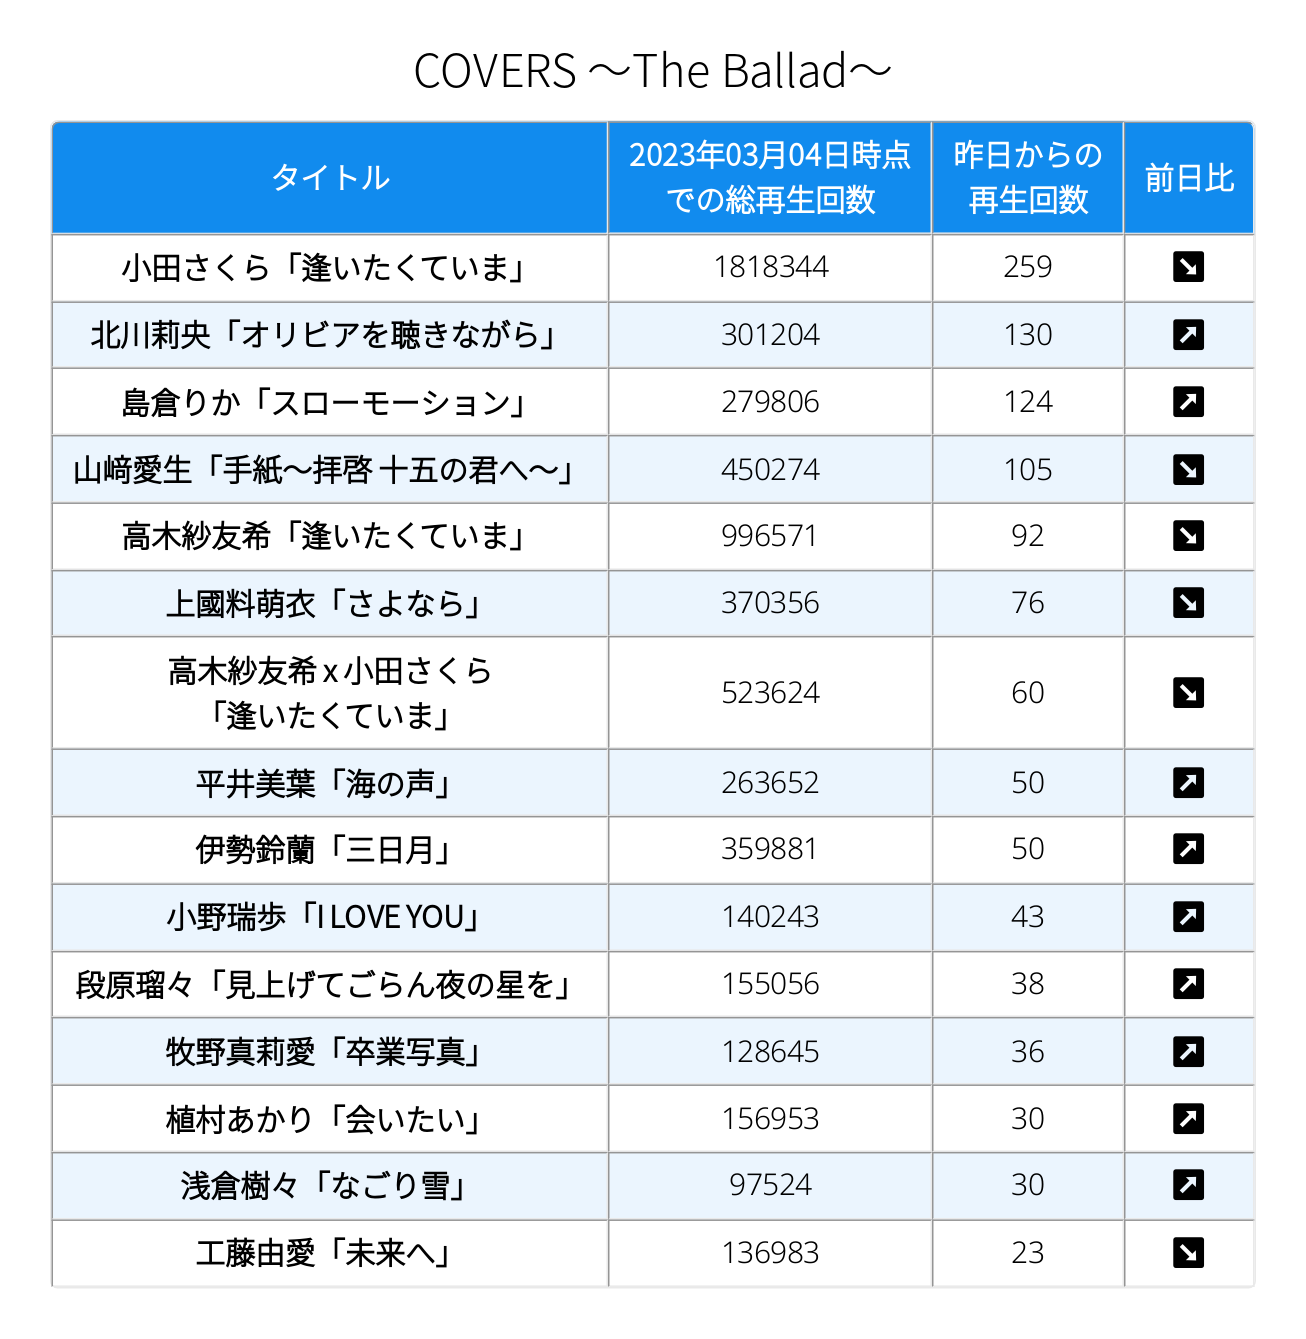 COVERS ～The Ballad～
タイトル
2023年03月04日時点
での総再生回数
昨日からの
再生回数
前日比
小田さくら「逢いたくていま」 1818344 259
北川莉央「オリビアを聴きながら」 301204 130
島倉りか「スローモーション」 279806 124
山﨑愛生「手紙～拝啓 十五の君へ～」 450274 105
高木紗友希「逢いたくていま」 996571 92
上國料萌衣「さよなら」 370356 76
高木紗友希 x 小田さくら
「逢いたくていま」 523624 60
平井美葉「海の声」 263652 50
伊勢鈴蘭「三日月」 359881 50
小野瑞歩「I LOVE YOU」 140243 43
段原瑠々「見上げてごらん夜の星を」 155056 38
牧野真莉愛「卒業写真」 128645 36
植村あかり「会いたい」 156953 30
浅倉樹々「なごり雪」 97524 30
工藤由愛「未来へ」 136983 23